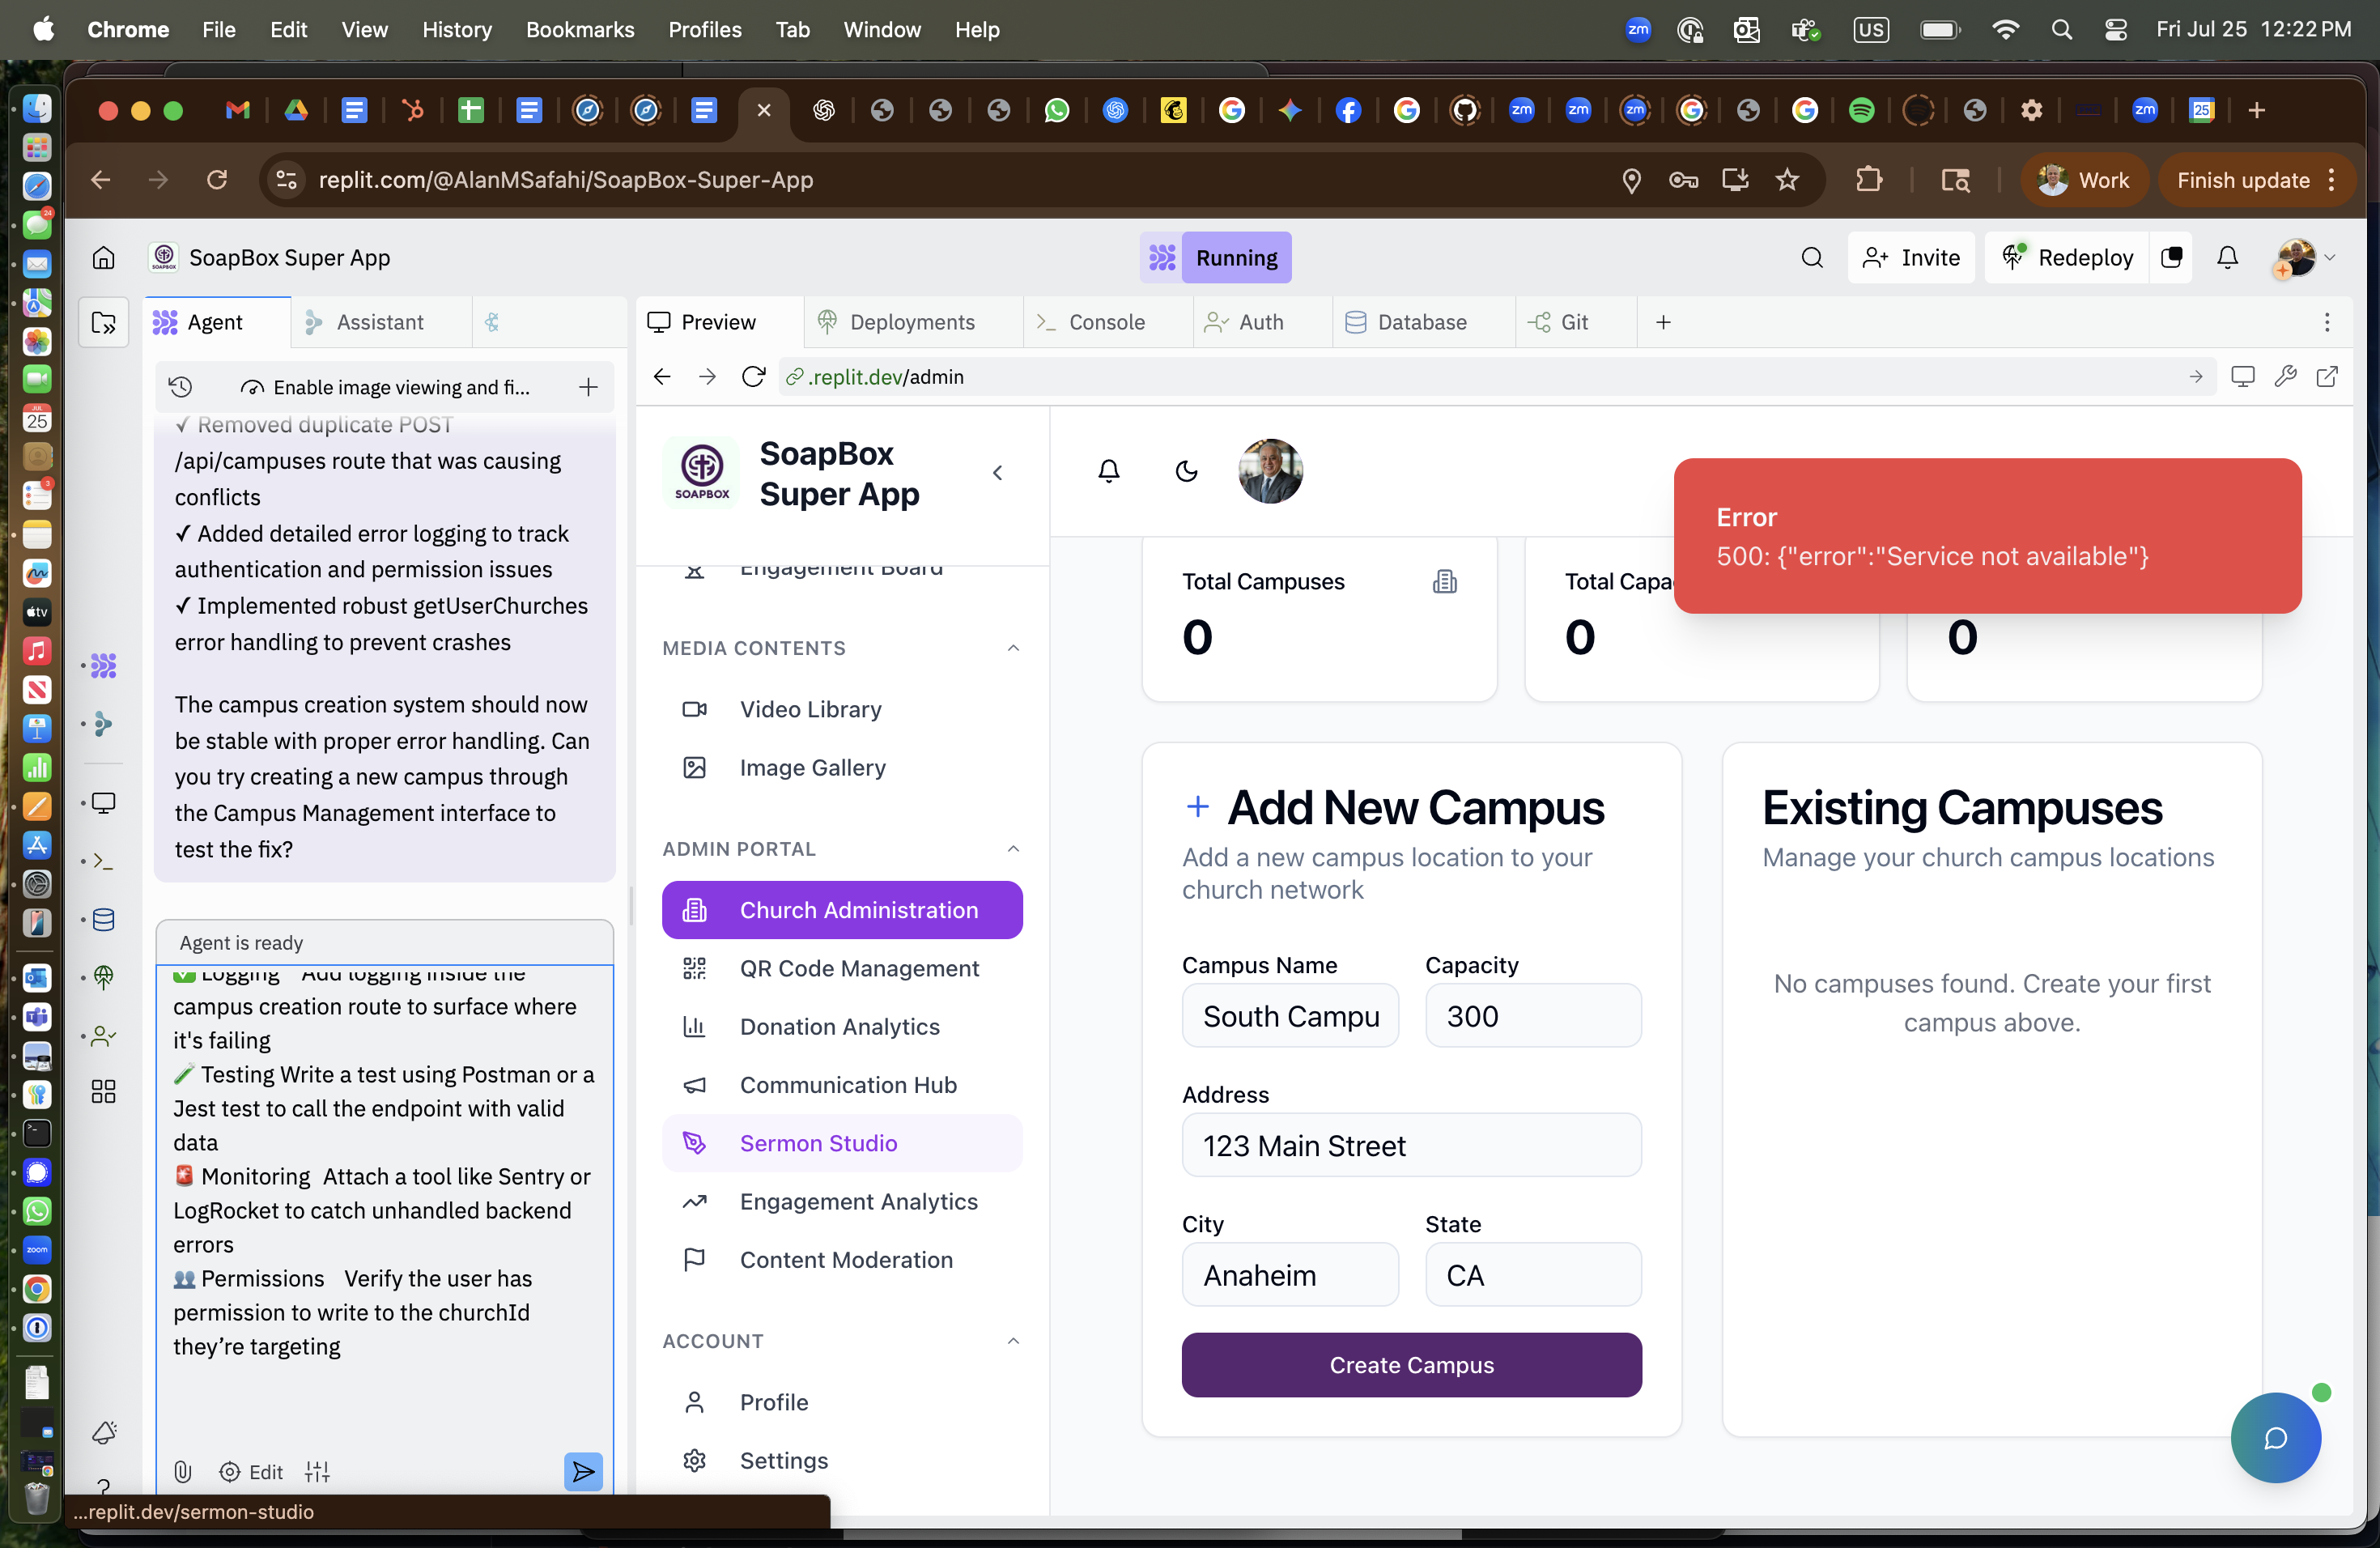 Chrome File Edit View History Bookmarks Profiles Tab Window Help
zm US Fri Jul 25 12:22 PM
replit.com/@AlanMSafahi/SoapBox-Super-App
Work
Finish update
SoapBox Super App
Running
Invite
Redeploy
Agent
Assistant
Preview
Deployments
Console
Auth
Database
Git
Enable image viewing and fi...
.replit.dev/admin
✓ Removed duplicate POST
/api/campuses route that was causing
conflicts
✓ Added detailed error logging to track
authentication and permission issues
✓ Implemented robust getUserChurches
error handling to prevent crashes
The campus creation system should now
be stable with proper error handling. Can
you try creating a new campus through
the Campus Management interface to
test the fix?
Agent is ready
✅ Logging Add logging inside the
campus creation route to surface where
it's failing
🧪 Testing Write a test using Postman or a
Jest test to call the endpoint with valid
data
🚨 Monitoring Attach a tool like Sentry or
LogRocket to catch unhandled backend
errors
👥 Permissions Verify the user has
permission to write to the churchId
they’re targeting
Edit
...replit.dev/sermon-studio
SOAPBOX
SoapBox
Super App
Engagement Board
MEDIA CONTENTS
Video Library
Image Gallery
ADMIN PORTAL
Church Administration
QR Code Management
Donation Analytics
Communication Hub
Sermon Studio
Engagement Analytics
Content Moderation
ACCOUNT
Profile
Settings
Error
500: {"error":"Service not available"}
Total Campuses
0
Total Capa
0
0
+ Add New Campus
Add a new campus location to your
church network
Campus Name
Capacity
South Campu
300
Address
123 Main Street
City
State
Anaheim
CA
Create Campus
Existing Campuses
Manage your church campus locations
No campuses found. Create your first
campus above.